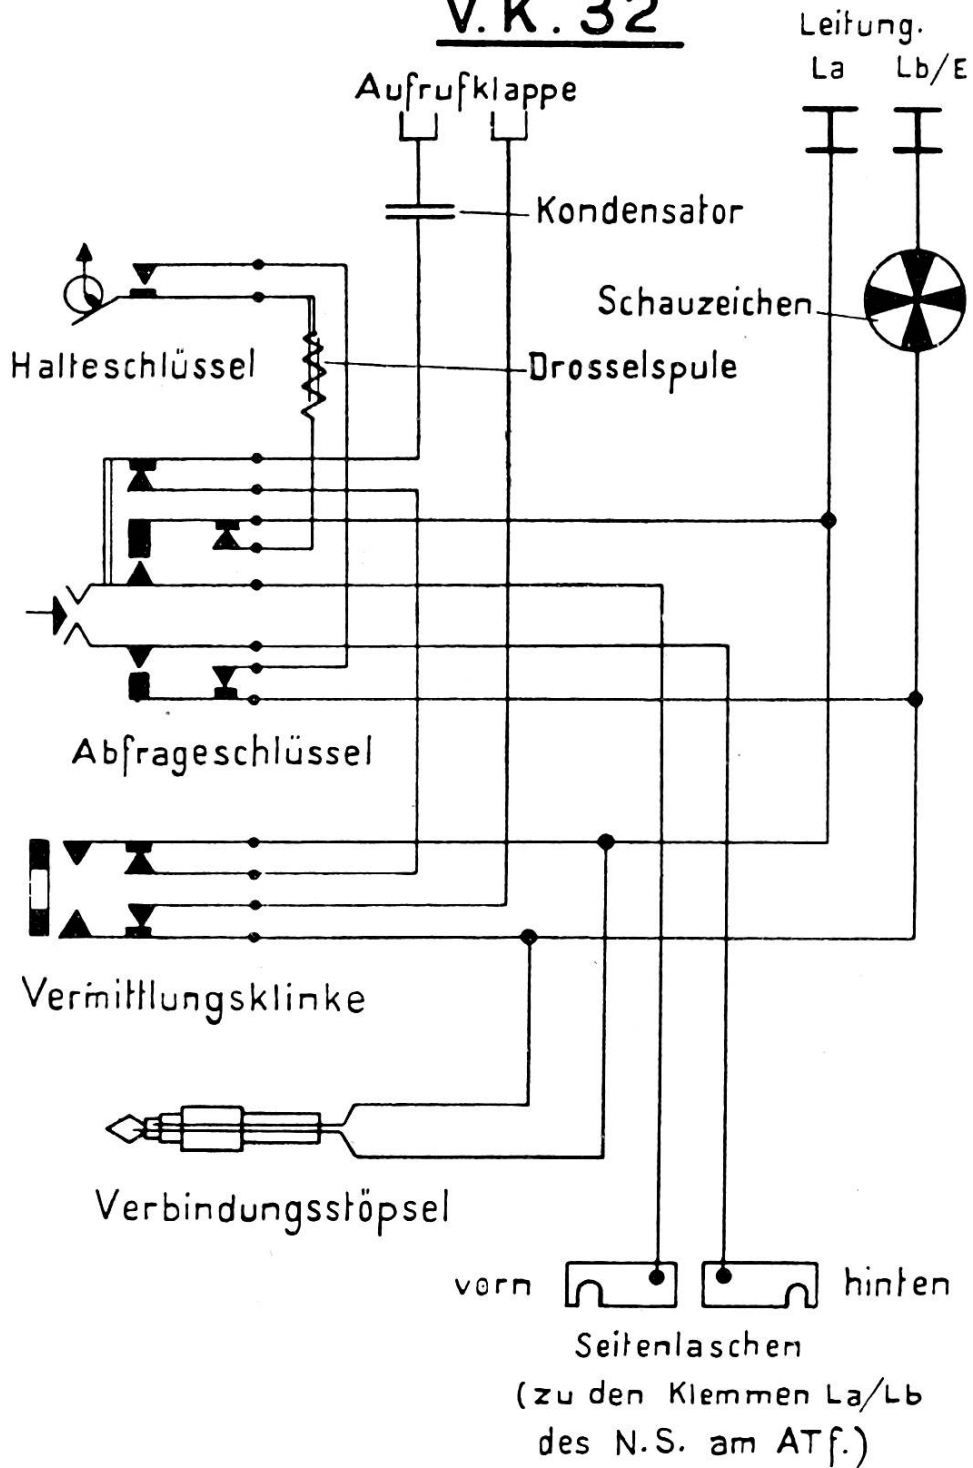 V.K.32
Leitung.
La Lb/E
Aufrufklappe
Kondensator
Schauzeichen
Halteschlüssel
Drosselspule
Abfrageschlüssel
Vermittlungsklinke
Verbindungsstöpsel
vorn
hinten
Seitenlaschen
(zu den Klemmen La/Lb
des N.S. am ATf.)